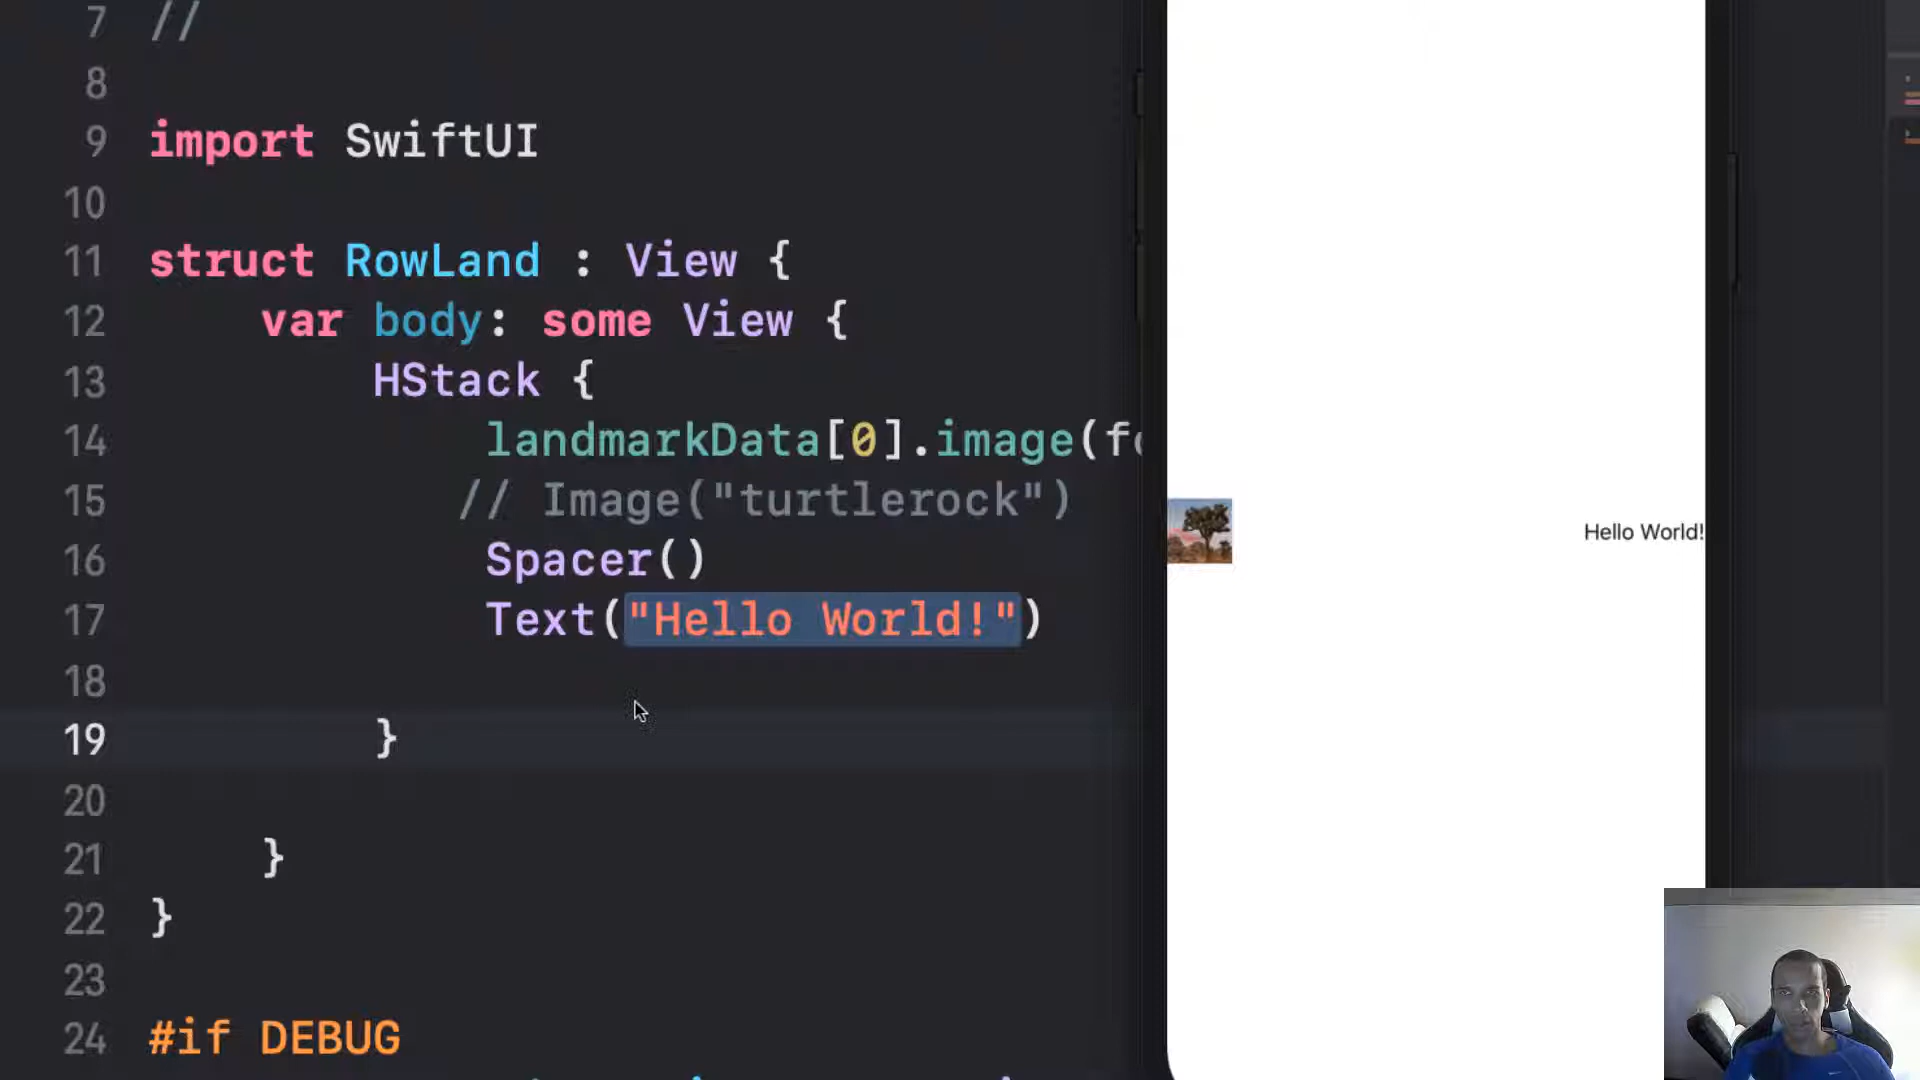 7 //
8
9 import SwiftUI
10
11 struct RowLand : View {
12 var body: some View {
13 HStack {
14 landmarkData[0].image(fo
15 // Image("turtlerock")
16 Spacer()
17 Text("Hello World!")
18
19 }
20
21 }
22 }
23
24 #if DEBUG
Hello World!